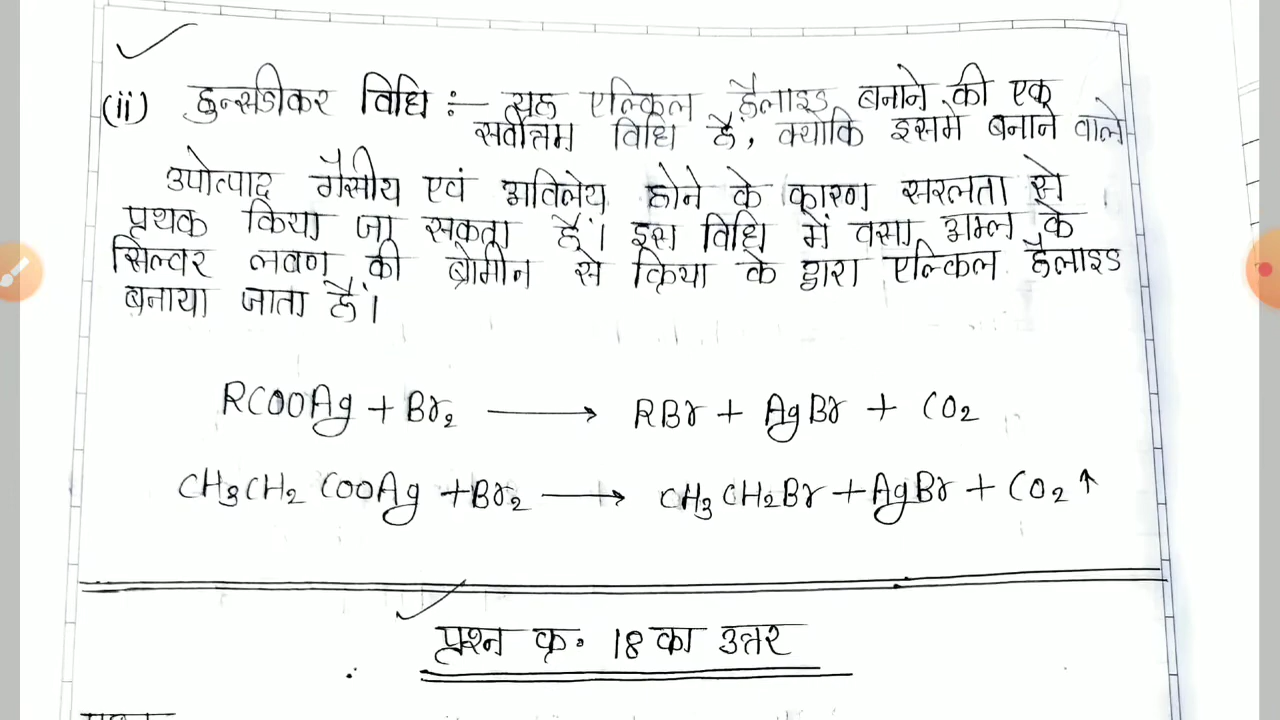 (ii) हुन्सडीकर विधि :- यह एल्किल हैलाइड बनाने की एक
सर्वोत्तम विधि है, क्योकि इसमे बनाने वाले
उपोत्पाद गैसीय एवं अविलेय होने के कारण सरलता से
प्रथक किया जा सकता हैं। इस विधि में वसा अम्ल के
सिल्वर लवण की ब्रोमीन से क्रिया के द्वारा एल्किल हैलाइड
बनाया जाता हैं।
RCOOAg + Br₂ ⟶ RBr + AgBr + CO₂
CH₃CH₂COOAg + Br₂ ⟶ CH₃CH₂Br + AgBr + CO₂ ↑
प्रश्न क्र. 18 का उत्तर